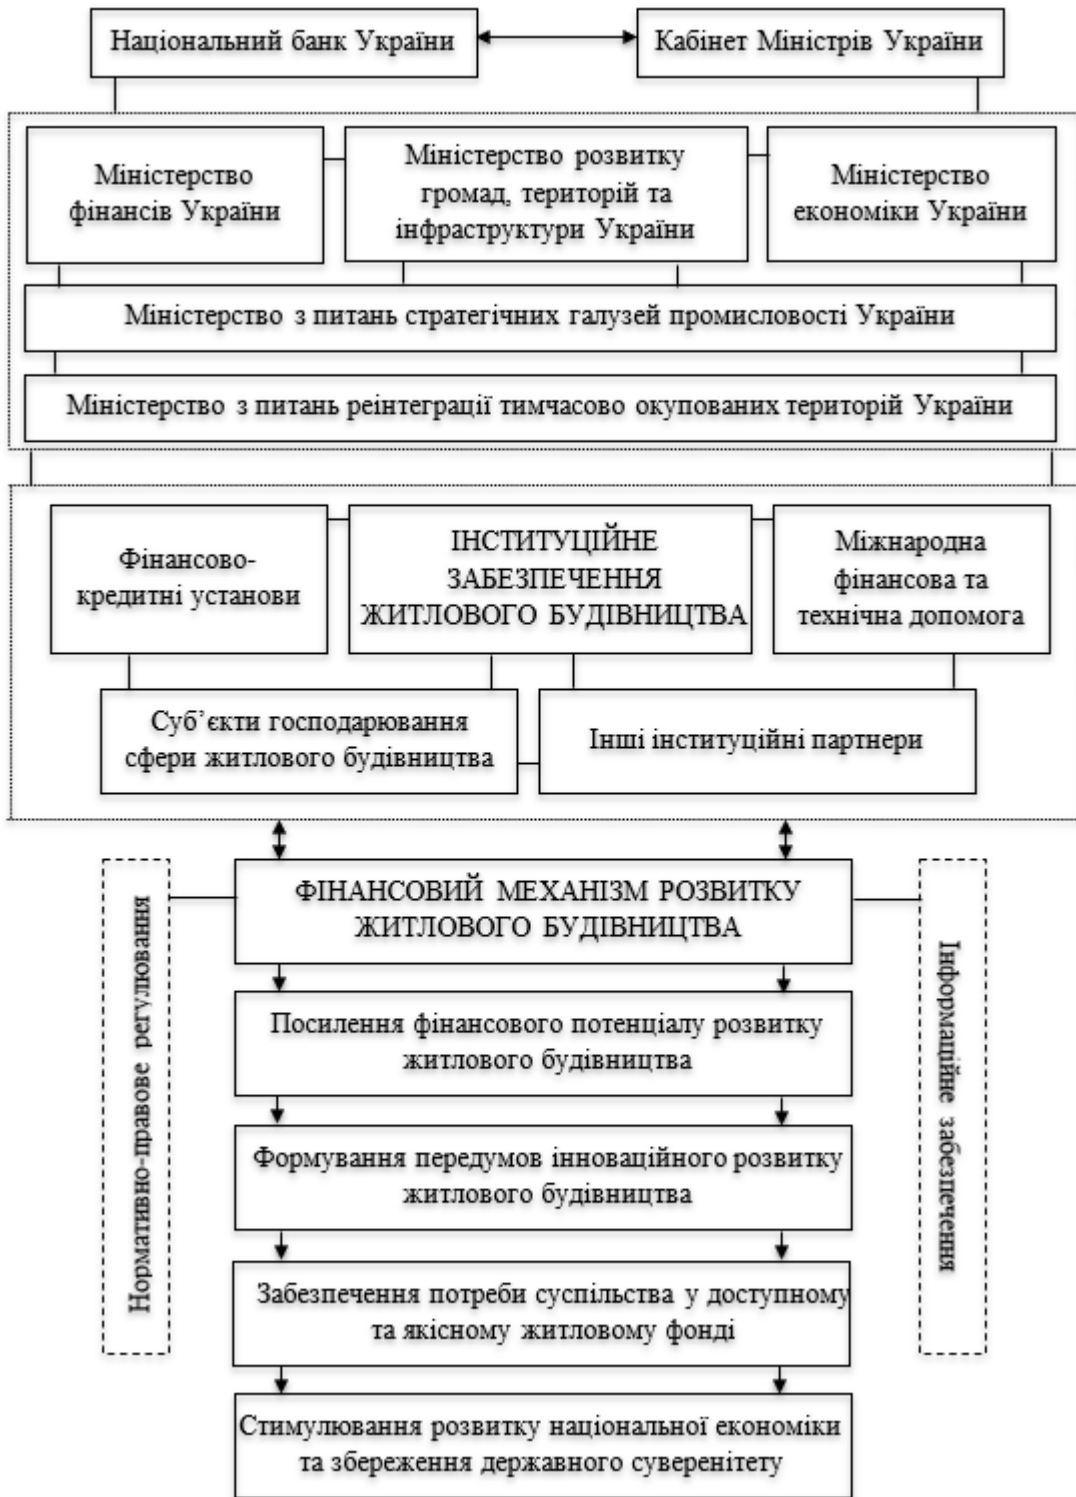 Національний банк України
Кабінет Міністрів України
Міністерство
фінансів України
Міністерство розвитку
громад, територій та
інфраструктури України
Міністерство
економіки України
Міністерство з питань стратегічних галузей промисловості України
Міністерство з питань реінтеграції тимчасово окупованих територій України
Фінансово-
кредитні установи
ІНСТИТУЦІЙНЕ
ЗАБЕЗПЕЧЕННЯ
ЖИТЛОВОГО БУДІВНИЦТВА
Міжнародна
фінансова та
технічна допомога
Суб’єкти господарювання
сфери житлового будівництва
Інші інституційні партнери
Нормативно-правове регулювання
ФІНАНСОВИЙ МЕХАНІЗМ РОЗВИТКУ
ЖИТЛОВОГО БУДІВНИЦТВА
Посилення фінансового потенціалу розвитку
житлового будівництва
Формування передумов інноваційного розвитку
житлового будівництва
Забезпечення потреби суспільства у доступному
та якісному житловому фонді
Стимулювання розвитку національної економіки
та збереження державного суверенітету
Інформаційне забезпечення